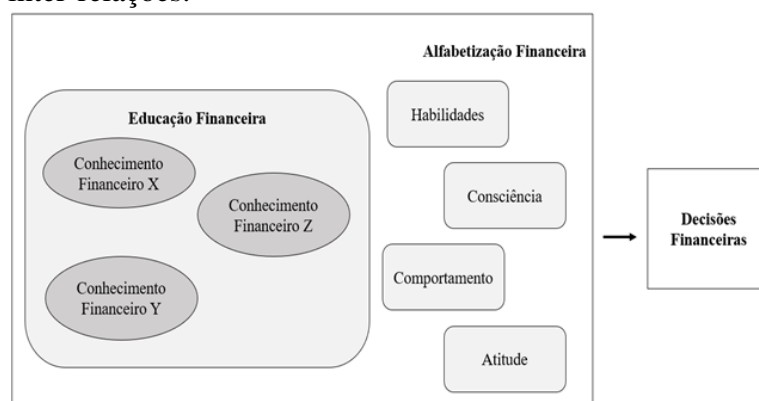 inter-relações.
Alfabetização Financeira
Educação Financeira
Conhecimento
Financeiro X
Conhecimento
Financeiro Z
Conhecimento
Financeiro Y
Habilidades
Consciência
Comportamento
Atitude
Decisões
Financeiras